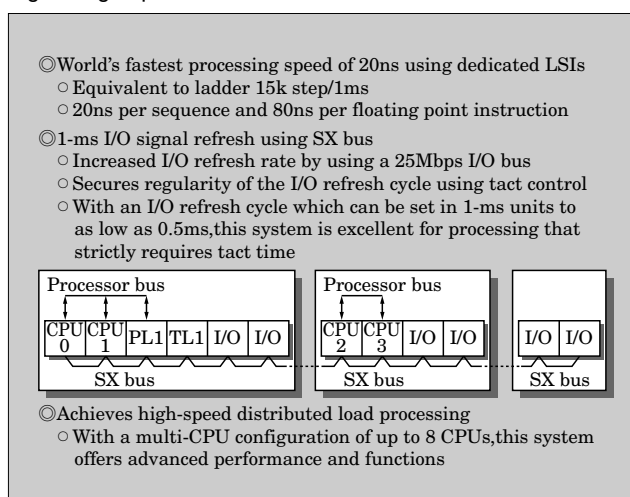 ◎World's fastest processing speed of 20ns using dedicated LSIs
○Equivalent to ladder 15k step/1ms
○20ns per sequence and 80ns per floating point instruction
◎1-ms I/O signal refresh using SX bus
○Increased I/O refresh rate by using a 25Mbps I/O bus
○Secures regularity of the I/O refresh cycle using tact control
○With an I/O refresh cycle which can be set in 1-ms units to
as low as 0.5ms,this system is excellent for processing that
strictly requires tact time
Processor bus
CPU 0 CPU 1 PL1 TL1 I/O I/O
SX bus
Processor bus
CPU 2 CPU 3 I/O I/O
SX bus
I/O I/O
SX bus
◎Achieves high-speed distributed load processing
○With a multi-CPU configuration of up to 8 CPUs,this system
offers advanced performance and functions